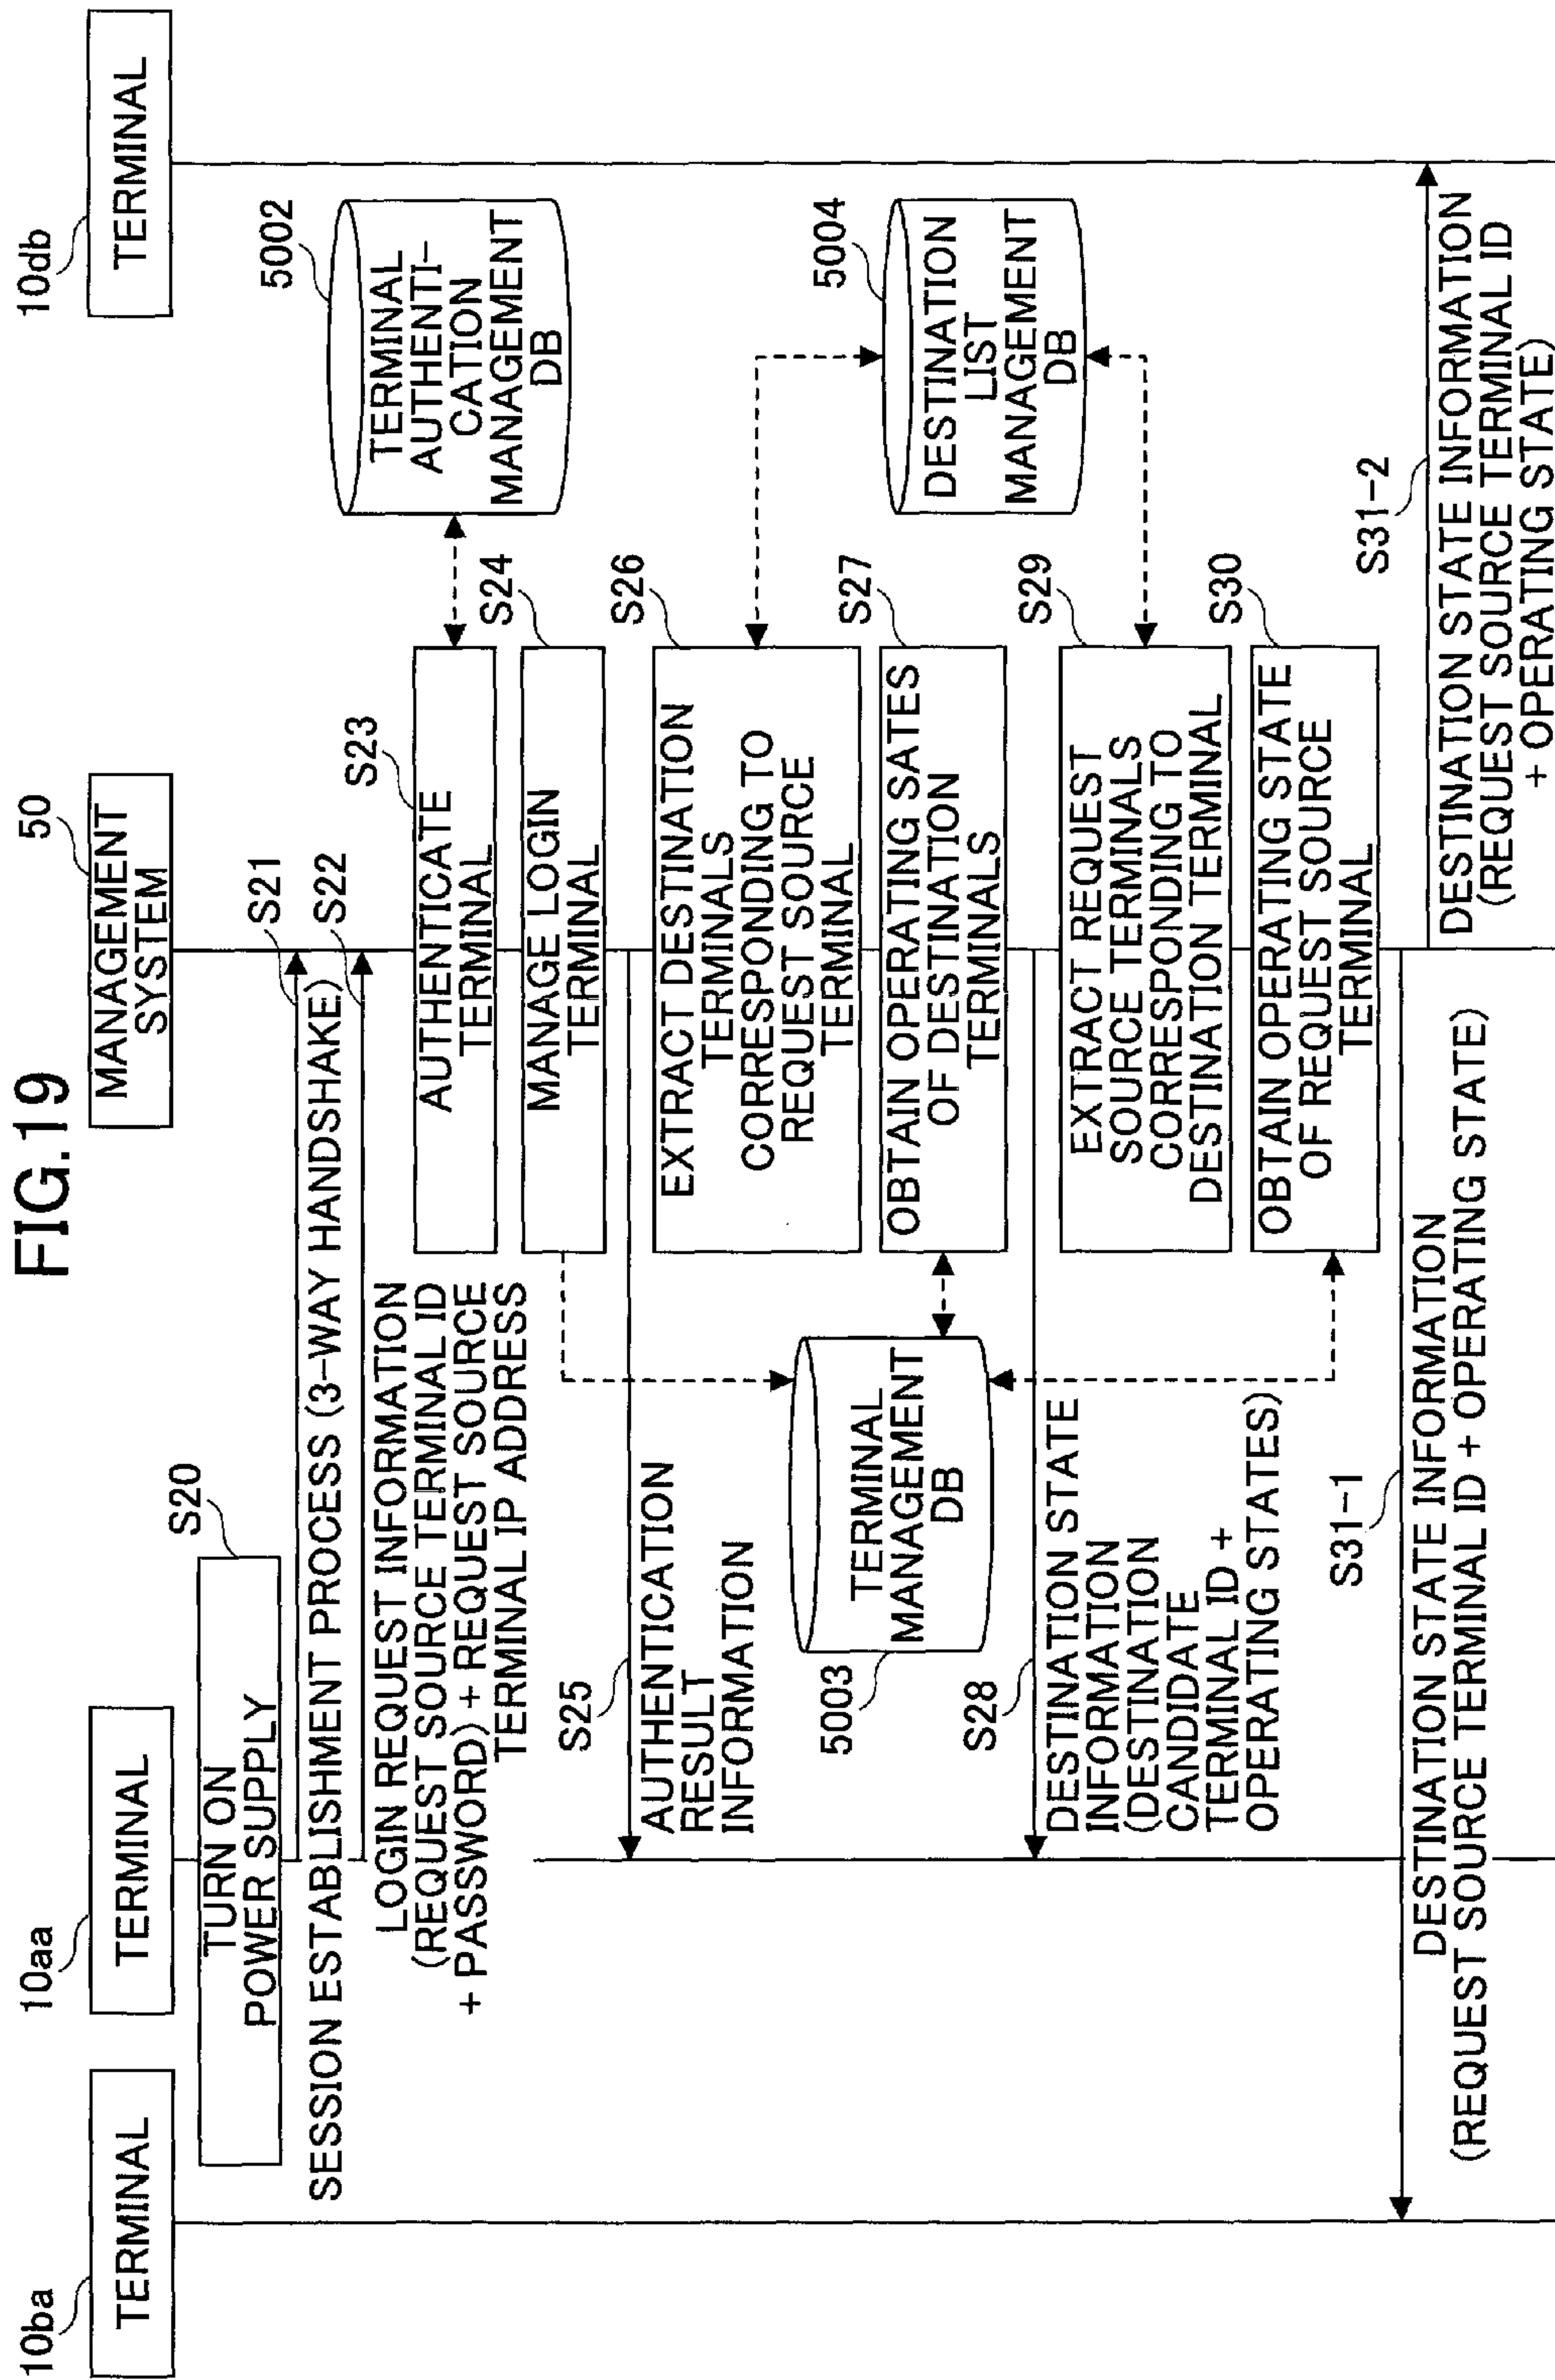 FIG.19
10ba
TERMINAL
10aa
TERMINAL
50
MANAGEMENT
SYSTEM
10db
TERMINAL
S20
TURN ON
POWER SUPPLY
S21
SESSION ESTABLISHMENT PROCESS (3-WAY HANDSHAKE)
S22
LOGIN REQUEST INFORMATION
(REQUEST SOURCE TERMINAL ID
+ PASSWORD) + REQUEST SOURCE
TERMINAL IP ADDRESS
S23
AUTHENTICATE
TERMINAL
5002
TERMINAL
AUTHENTI-
CATION
MANAGEMENT
DB
S24
MANAGE LOGIN
TERMINAL
S25
AUTHENTICATION
RESULT
INFORMATION
S26
EXTRACT DESTINATION
TERMINALS
CORRESPONDING TO
REQUEST SOURCE
TERMINAL
5004
DESTINATION
LIST
MANAGEMENT
DB
5003
TERMINAL
MANAGEMENT
DB
S27
OBTAIN OPERATING SATES
OF DESTINATION
TERMINALS
S28
DESTINATION STATE
INFORMATION
(DESTINATION
CANDIDATE
TERMINAL ID +
OPERATING STATES)
S29
EXTRACT REQUEST
SOURCE TERMINALS
CORRESPONDING TO
DESTINATION TERMINAL
S30
OBTAIN OPERATING STATE
OF REQUEST SOURCE
TERMINAL
S31-1
DESTINATION STATE INFORMATION
(REQUEST SOURCE TERMINAL ID + OPERATING STATE)
S31-2
DESTINATION STATE INFORMATION
(REQUEST SOURCE TERMINAL ID
+ OPERATING STATE)